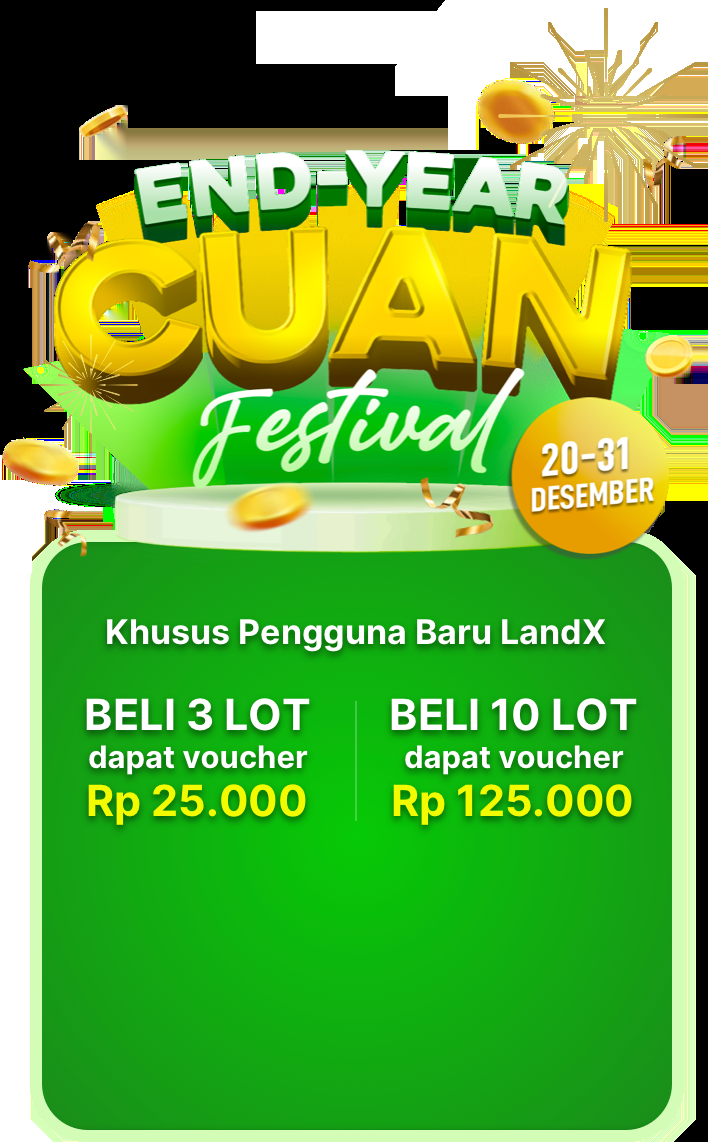 END-YEAR
CUAN
Festival
20-31
DESEMBER
Khusus Pengguna Baru LandX
BELI 3 LOT
dapat voucher
Rp 25.000
BELI 10 LOT
dapat voucher
Rp 125.000